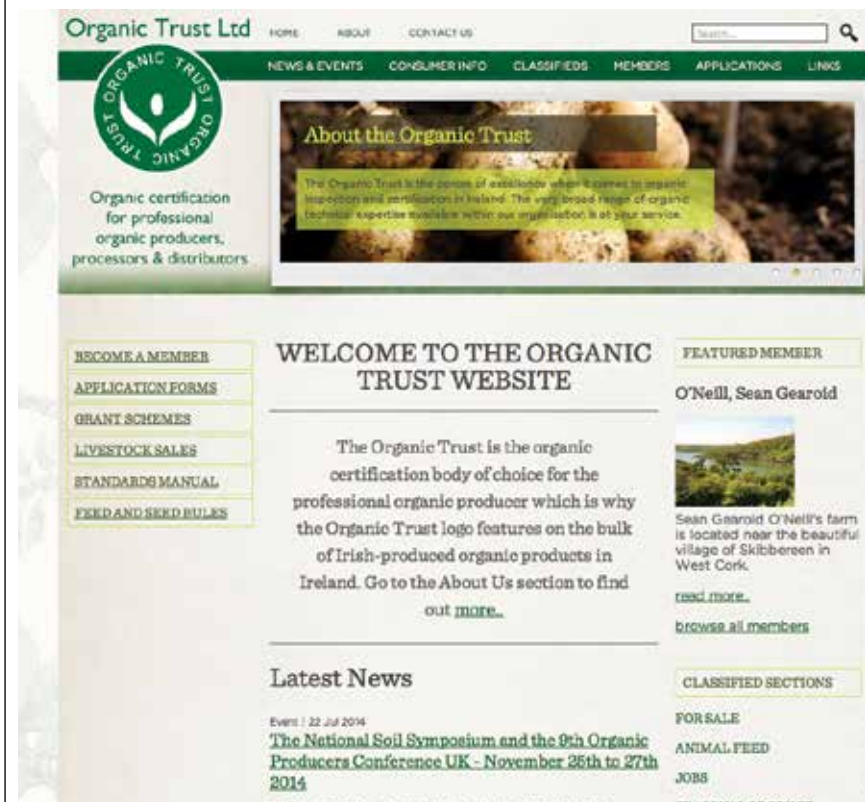 Organic Trust Ltd
HOME ABOUT CONTACT US
Search...
NEWS & EVENTS CONSUMER INFO CLASSIFIEDS MEMBERS APPLICATIONS LINKS
ORGANIC TRUST ORGANIC TRUST
Organic certification
for professional
organic producers,
processors & distributors
About the Organic Trust
The Organic Trust is the centre of excellence when it comes to organic
inspection and certification in Ireland. The very broad range of organic
technical expertise available within our organisation is at your service.
BECOME A MEMBER
APPLICATION FORMS
GRANT SCHEMES
LIVESTOCK SALES
STANDARDS MANUAL
FEED AND SEED RULES
WELCOME TO THE ORGANIC
TRUST WEBSITE
The Organic Trust is the organic
certification body of choice for the
professional organic producer which is why
the Organic Trust logo features on the bulk
of Irish-produced organic products in
Ireland. Go to the About Us section to find
out more..
Latest News
Event | 22 Jul 2014
The National Soil Symposium and the 9th Organic
Producers Conference UK - November 25th to 27th
2014
FEATURED MEMBER
O'Neill, Sean Gearoid
Sean Gearoid O'Neill's farm
is located near the beautiful
village of Skibbereen in
West Cork.
read more..
browse all members
CLASSIFIED SECTIONS
FOR SALE
ANIMAL FEED
JOBS